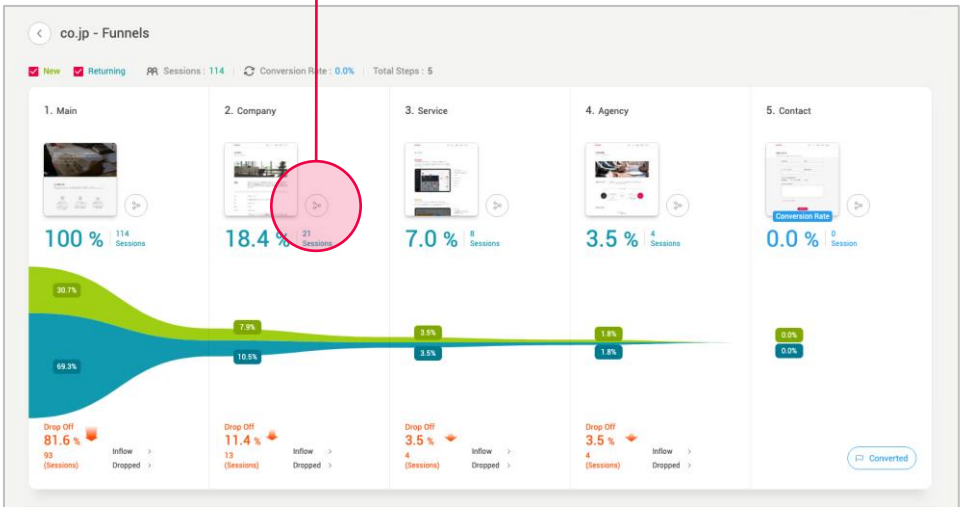 co.jp - Funnels
New Returning Sessions : 114 Conversion Rate : 0.0% Total Steps : 5
1. Main
2. Company
3. Service
4. Agency
5. Contact
Conversion Rate
100 % 114 Sessions
18.4 % 21 Sessions
7.0 % 8 Sessions
3.5 % 4 Sessions
0.0 % 0 Session
30.7%
69.3%
7.9%
10.5%
3.5%
3.5%
1.8%
1.8%
0.0%
0.0%
Drop Off
81.6 %
93
(Sessions)
Inflow >
Dropped >
Drop Off
11.4 %
13
(Sessions)
Inflow >
Dropped >
Drop Off
3.5 %
4
(Sessions)
Inflow >
Dropped >
Drop Off
3.5 %
4
(Sessions)
Inflow >
Dropped >
Converted